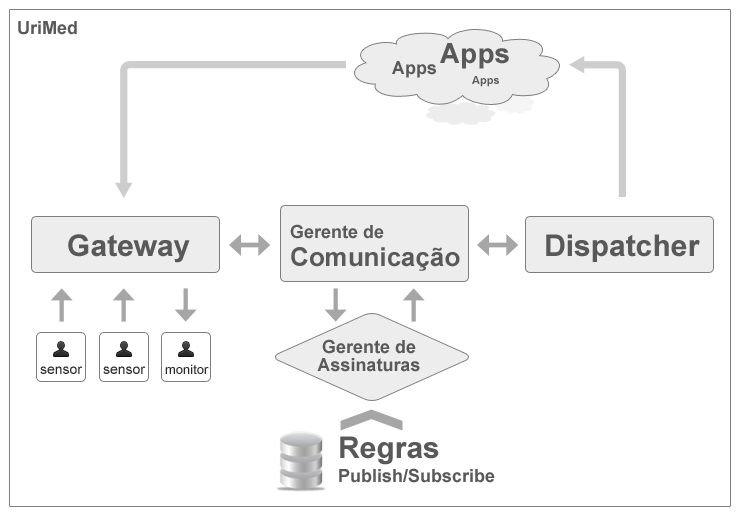 UriMed
Apps
Apps
Apps
Gateway
Gerente de
Comunicação
Dispatcher
sensor
sensor
monitor
Gerente de
Assinaturas
Regras
Publish/Subscribe